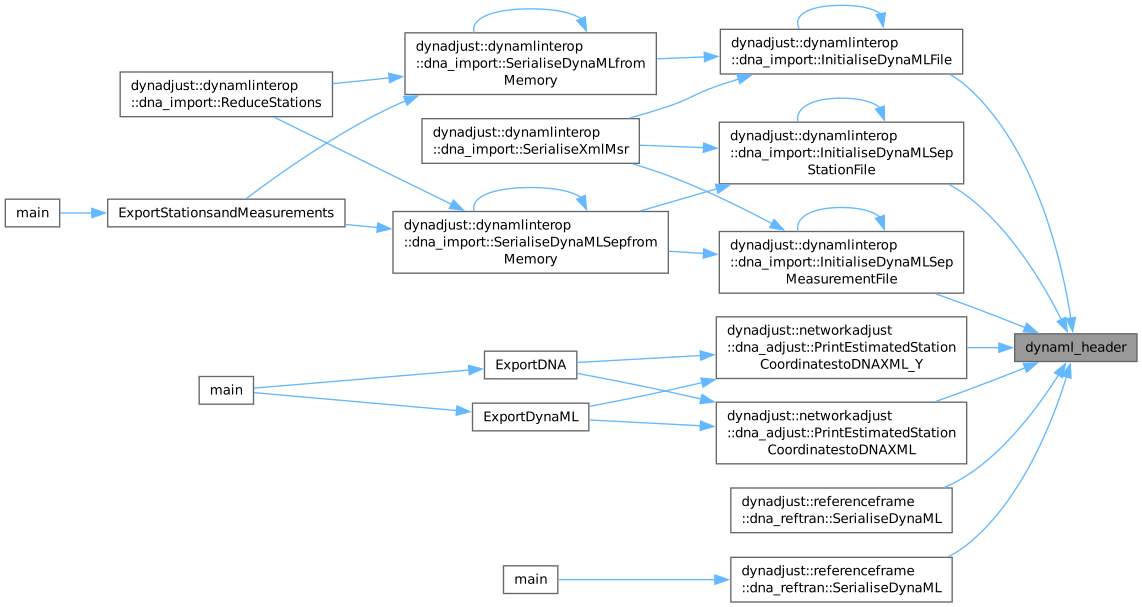 dynadjust::dynamlinterop
::dna_import::InitialiseDynaMLFile
dynadjust::dynamlinterop
::dna_import::SerialiseDynaMLfrom
Memory
dynadjust::dynamlinterop
::dna_import::ReduceStations
dynadjust::dynamlinterop
::dna_import::SerialiseXmlMsr
dynadjust::dynamlinterop
::dna_import::InitialiseDynaMLSep
StationFile
main
ExportStationsandMeasurements
dynadjust::dynamlinterop
::dna_import::SerialiseDynaMLSepfrom
Memory
dynadjust::dynamlinterop
::dna_import::InitialiseDynaMLSep
MeasurementFile
dynaml_header
dynadjust::networkadjust
::dna_adjust::PrintEstimatedStation
CoordinatestoDNAXML_Y
ExportDNA
main
ExportDynaML
dynadjust::networkadjust
::dna_adjust::PrintEstimatedStation
CoordinatestoDNAXML
dynadjust::referenceframe
::dna_reftran::SerialiseDynaML
main
dynadjust::referenceframe
::dna_reftran::SerialiseDynaML